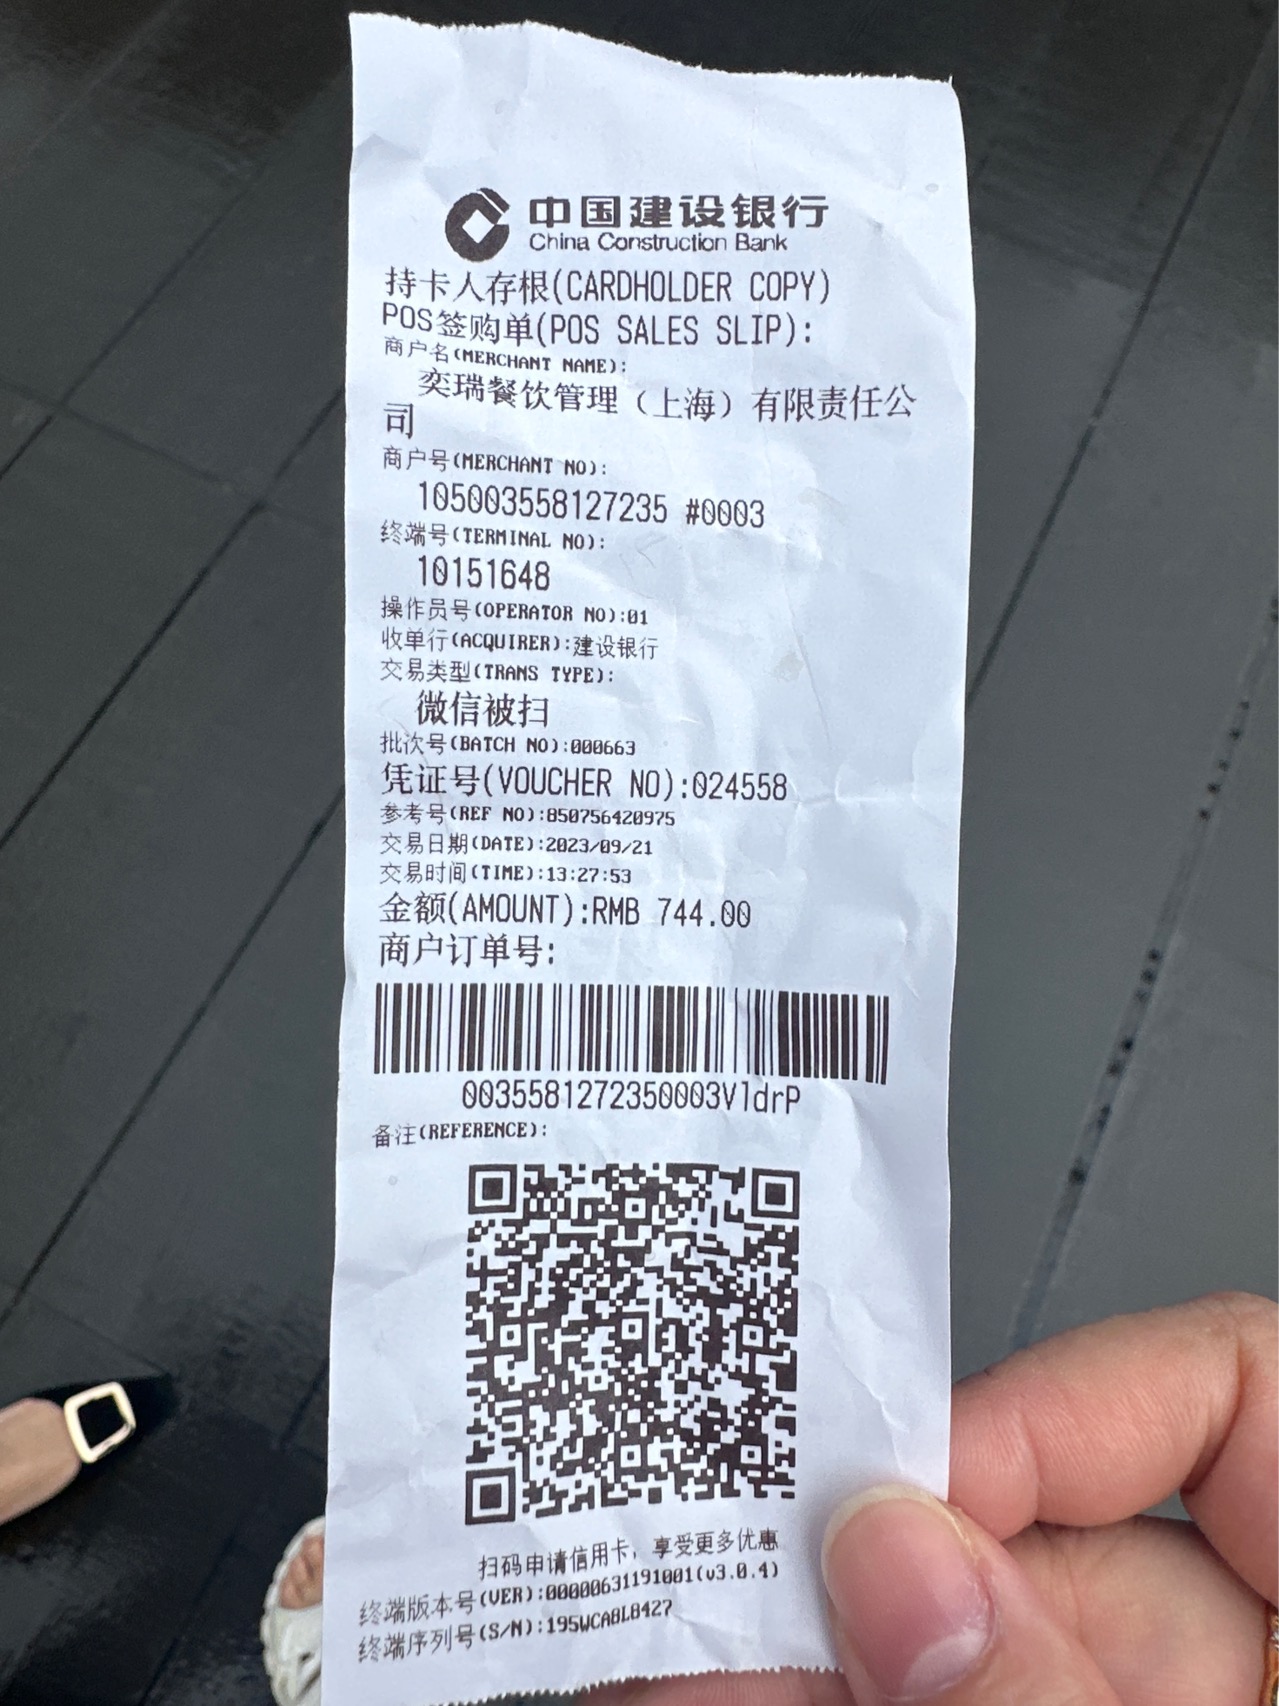 中国建设银行
China Construction Bank
持卡人存根(CARDHOLDER COPY)
POS签购单(POS SALES SLIP):
商户名(MERCHANT NAME):
奕瑞餐饮管理（上海）有限责任公
司
商户号(MERCHANT NO):
105003558127235 #0003
终端号(TERMINAL NO):
10151648
操作员号(OPERATOR NO):01
收单行(ACQUIRER):建设银行
交易类型(TRANS TYPE):
微信被扫
批次号(BATCH NO):000663
凭证号(VOUCHER NO):024558
参考号(REF NO):850756420975
交易日期(DATE):2023/09/21
交易时间(TIME):13:27:53
金额(AMOUNT):RMB 744.00
商户订单号:
0035581272350003VldrP
备注(REFERENCE):
扫码申请信用卡，享受更多优惠
终端版本号(VER):00000631191001(v3.0.4)
终端序列号(S/N):195WCA8L8427